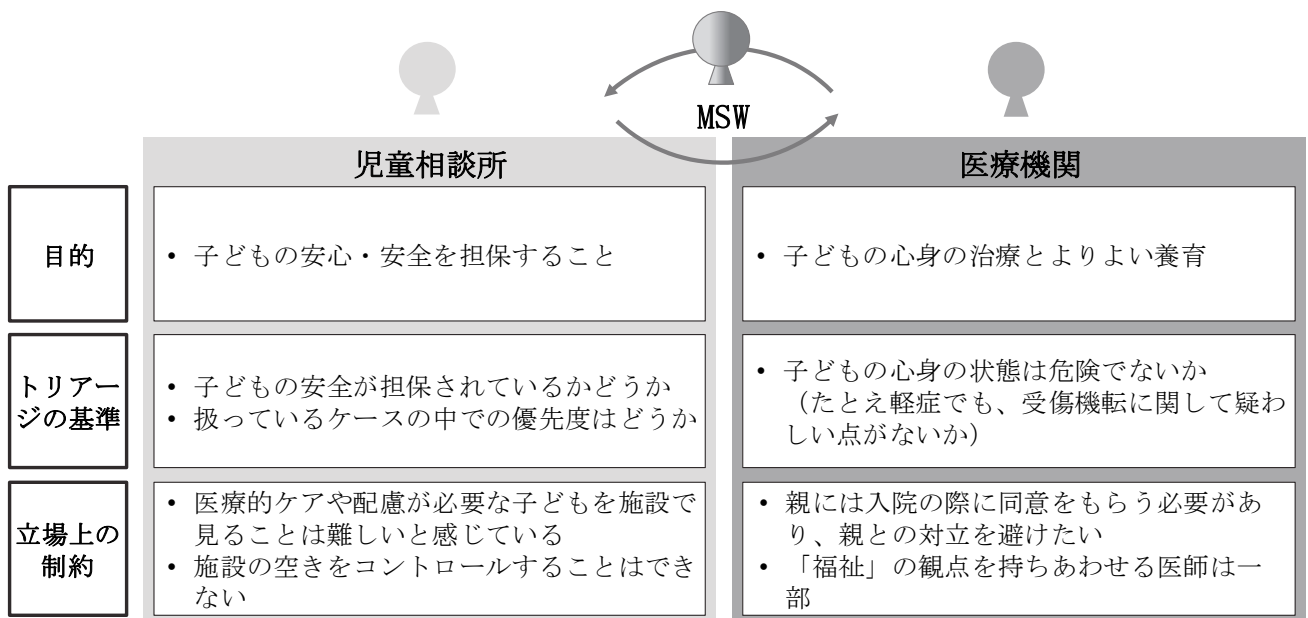 MSW
児童相談所
医療機関
目的
• 子どもの安心・安全を担保すること
• 子どもの心身の治療とよりよい養育
トリアー
ジの基準
• 子どもの安全が担保されているかどうか
• 扱っているケースの中での優先度はどうか
• 子どもの心身の状態は危険でないか
（たとえ軽症でも、受傷機転に関して疑わ
しい点がないか）
立場上の
制約
• 医療的ケアや配慮が必要な子どもを施設で
見ることは難しいと感じている
• 施設の空きをコントロールすることはでき
ない
• 親には入院の際に同意をもらう必要があ
り、親との対立を避けたい
• 「福祉」の観点を持ちあわせる医師は一
部